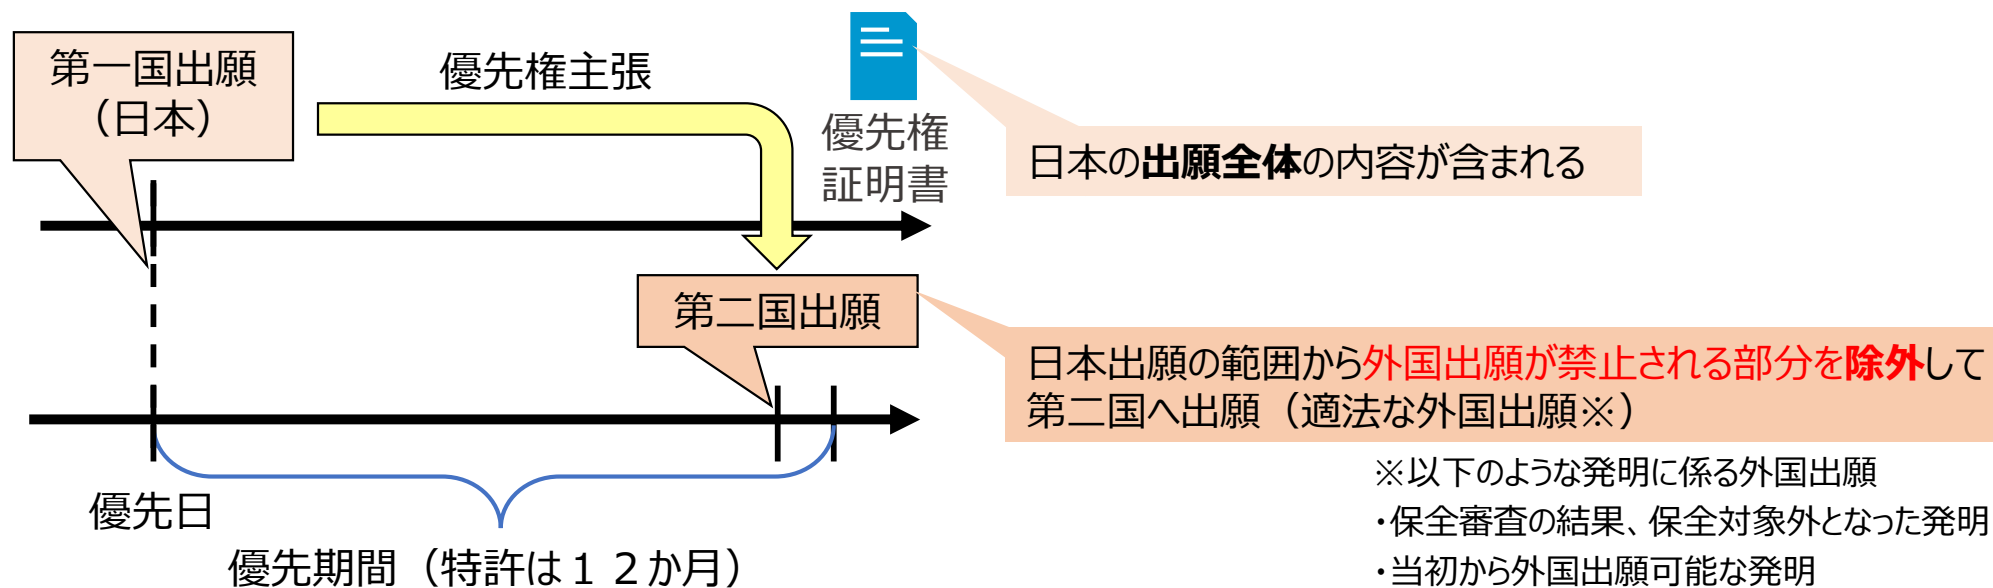 第一国出願
（日本）
優先権主張
優先権
証明書
日本の出願全体の内容が含まれる
第二国出願
日本出願の範囲から外国出願が禁止される部分を除外して
第二国へ出願（適法な外国出願※）
※以下のような発明に係る外国出願
・保全審査の結果、保全対象外となった発明
・当初から外国出願可能な発明
優先日
優先期間（特許は１２か月）